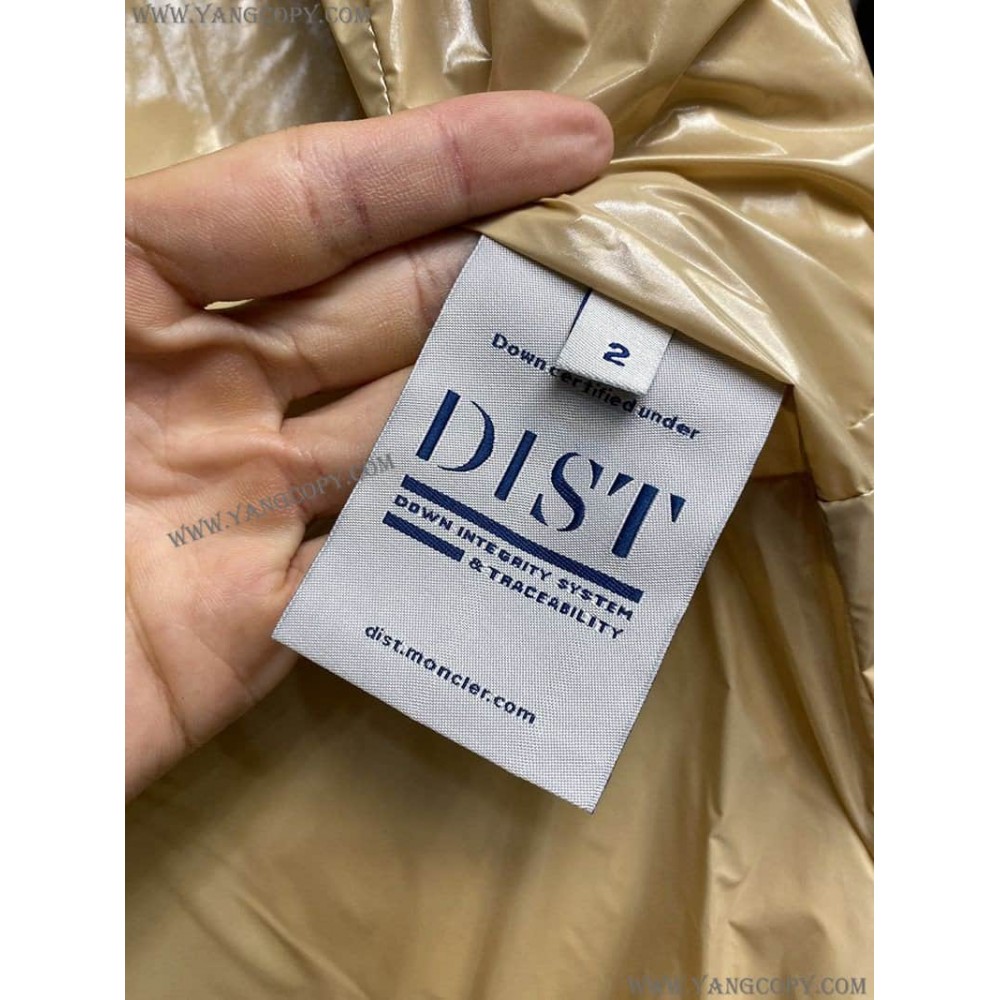 WWW.YANGCOPY.COM
2
Down certified under
DIST
DOWN INTEGRITY SYSTEM
& TRACEABILITY
dist.moncler.com
WWW.YANGCOPY.COM
WWW.YANGCOPY.COM